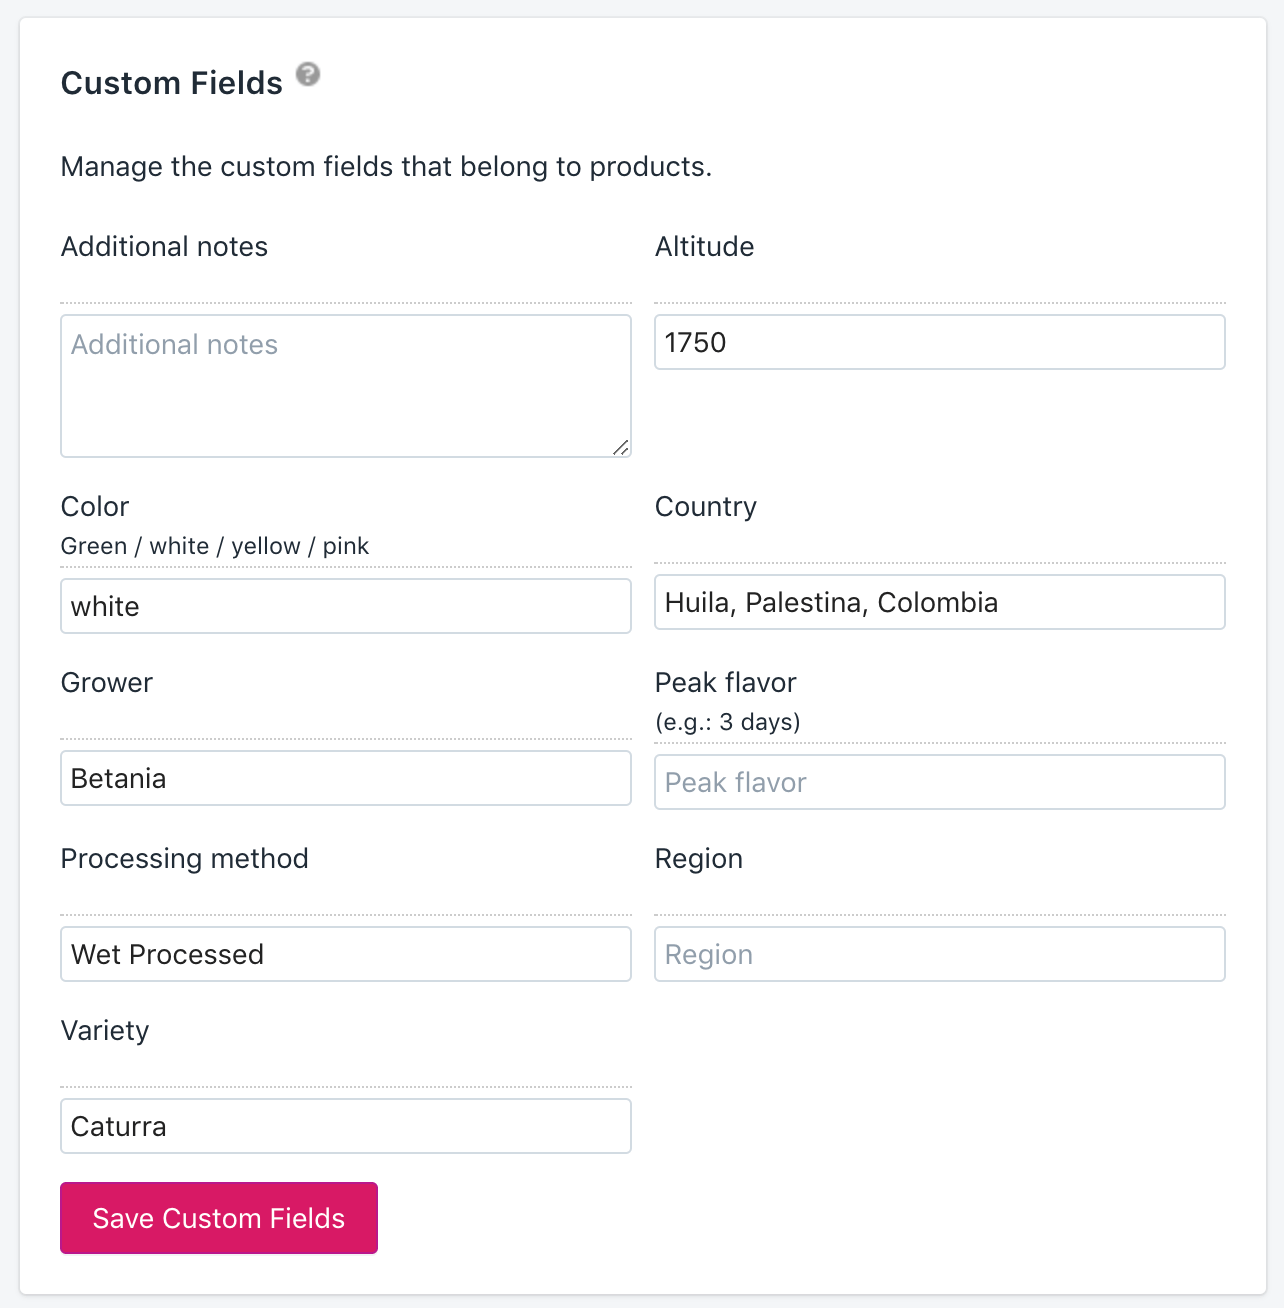 Custom Fields ?
Manage the custom fields that belong to products.
Additional notes
Additional notes
Altitude
1750
Color
Green / white / yellow / pink
white
Country
Huila, Palestina, Colombia
Grower
Betania
Peak flavor
(e.g.: 3 days)
Peak flavor
Processing method
Wet Processed
Region
Region
Variety
Caturra
Save Custom Fields